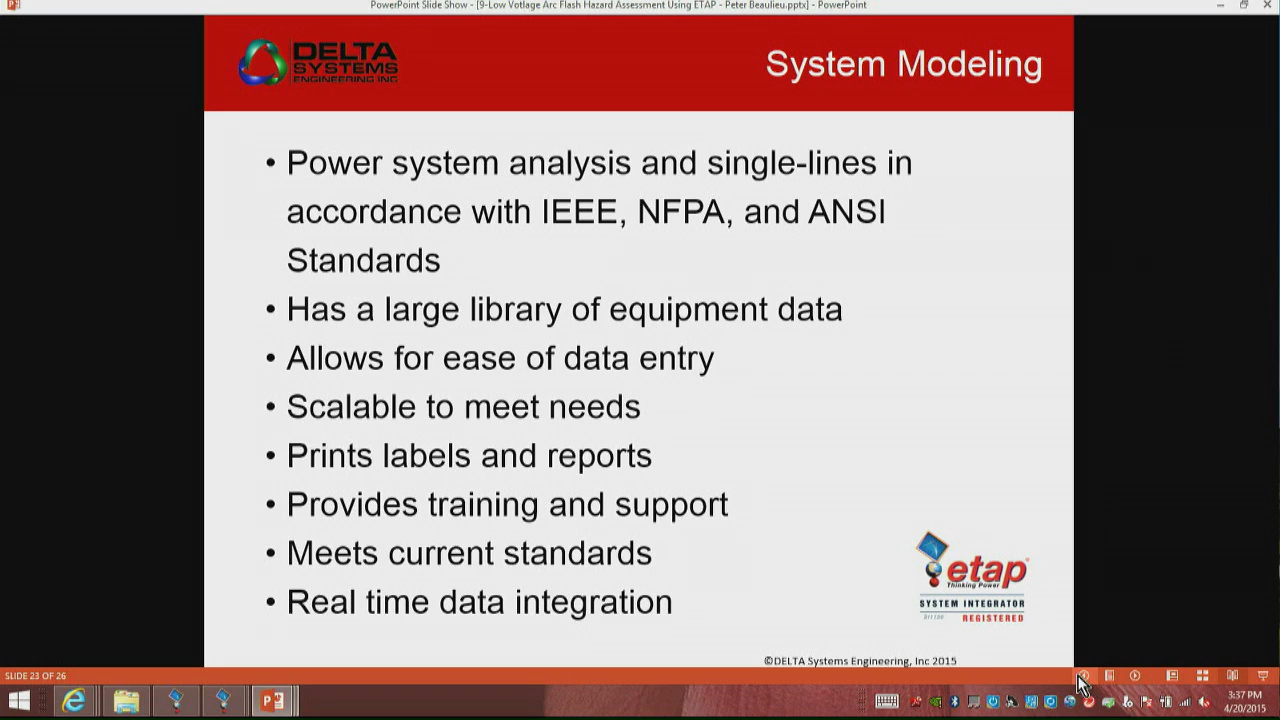 PowerPoint Slide Show - [9-Low Votlage Arc Flash Hazard Assessment Using ETAP - Peter Beaulieu.pptx] - PowerPoint
DELTA
SYSTEMS
ENGINEERING INC
System Modeling
• Power system analysis and single-lines in
accordance with IEEE, NFPA, and ANSI
Standards
• Has a large library of equipment data
• Allows for ease of data entry
• Scalable to meet needs
• Prints labels and reports
• Provides training and support
• Meets current standards
• Real time data integration
etap
Thinking Power
SYSTEM INTEGRATOR
REGISTERED
©DELTA Systems Engineering, Inc 2015
SLIDE 23 OF 26
3:37 PM
4/20/2015